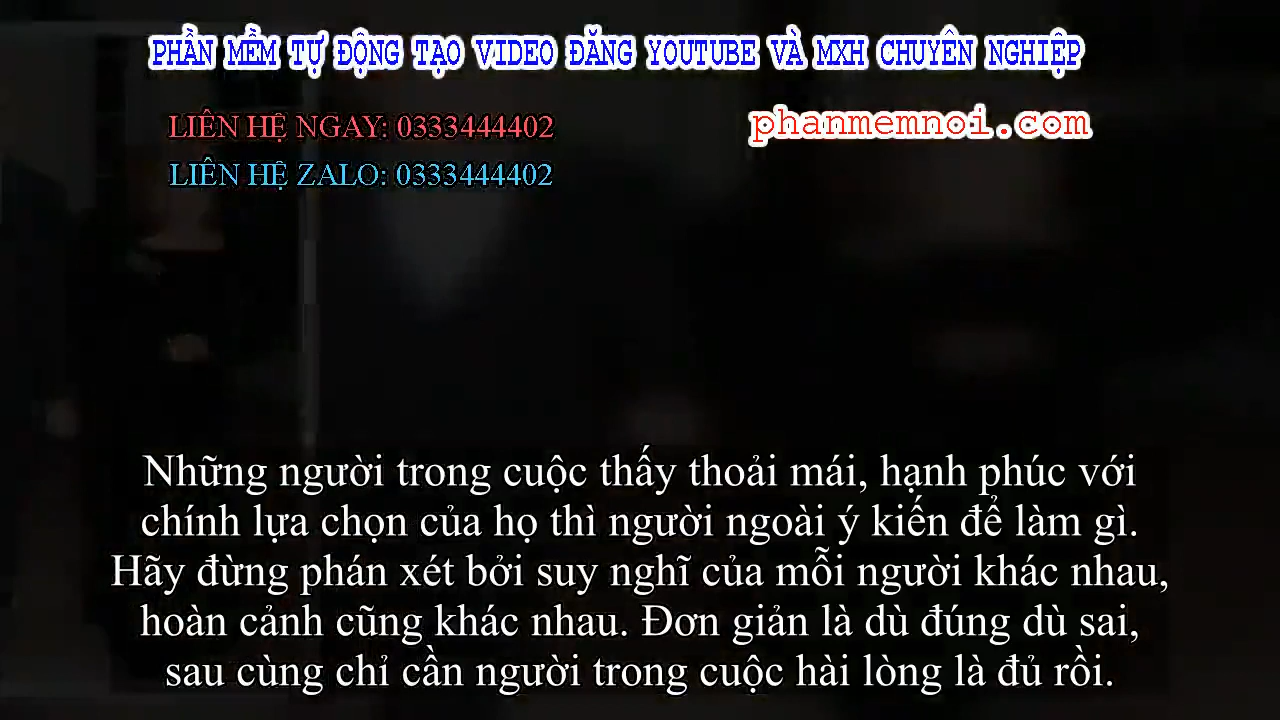 PHẦN MỀM TỰ ĐỘNG TẠO VIDEO ĐĂNG YOUTUBE VÀ MXH CHUYÊN NGHIỆP
LIÊN HỆ NGAY: 0333444402
phanmemnoi.com
LIÊN HỆ ZALO: 0333444402
Những người trong cuộc thấy thoải mái, hạnh phúc với
chính lựa chọn của họ thì người ngoài ý kiến để làm gì.
Hãy đừng phán xét bởi suy nghĩ của mỗi người khác nhau,
hoàn cảnh cũng khác nhau. Đơn giản là dù đúng dù sai,
sau cùng chỉ cần người trong cuộc hài lòng là đủ rồi.